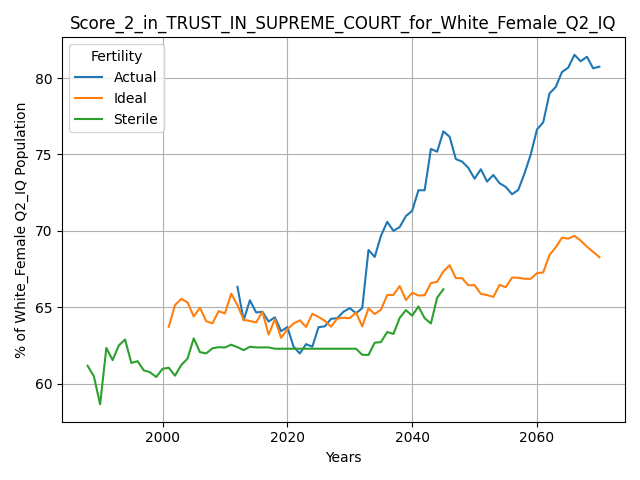 Score_2_in_TRUST_IN_SUPREME_COURT_for_White_Female_Q2_IQ
Fertility
Actual
Ideal
Sterile
% of White_Female Q2_IQ Population
80
75
70
65
60
2000
2020
2040
2060
Years